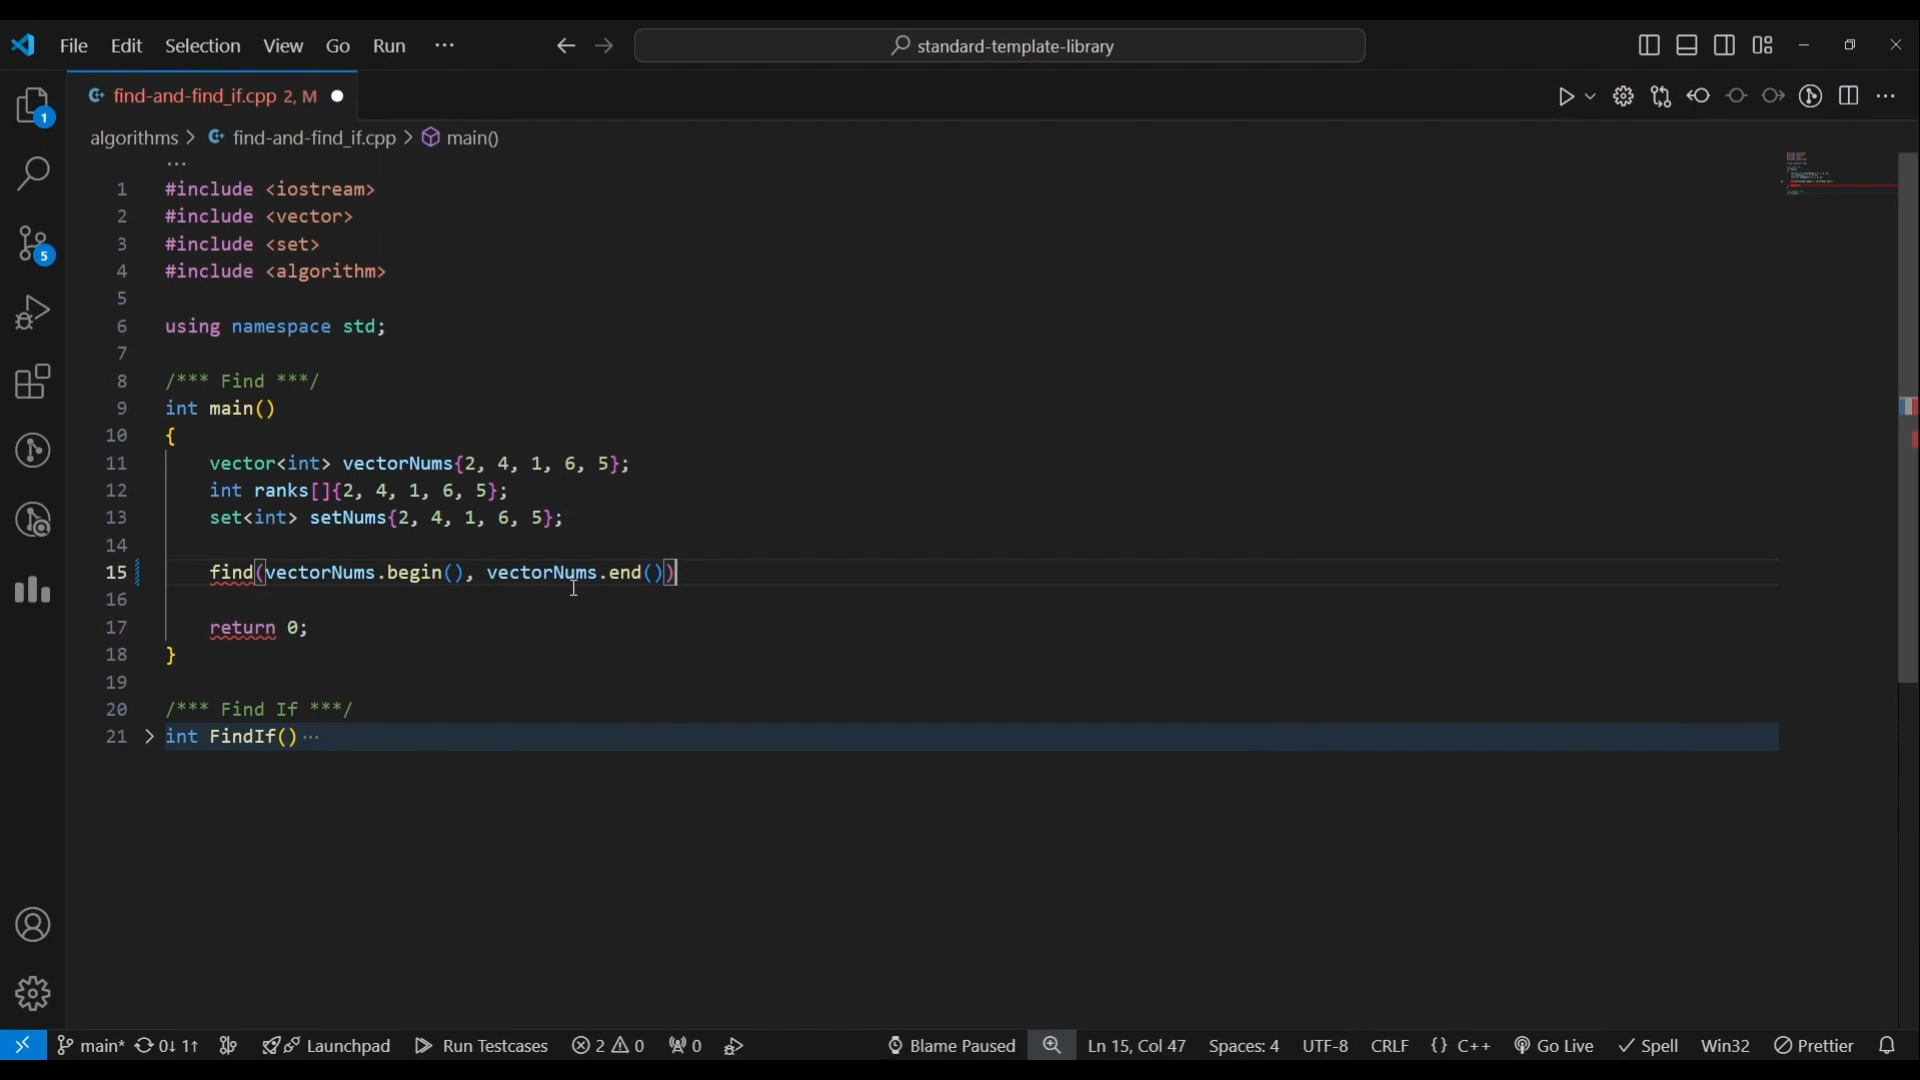 File Edit Selection View Go Run ··· standard-template-library
find-and-find_if.cpp 2, M
algorithms > find-and-find_if.cpp > main()
...
1 #include <iostream>
2 #include <vector>
3 #include <set>
4 #include <algorithm>
5
6 using namespace std;
7
8 /*** Find ***/
9 int main()
10 {
11 vector<int> vectorNums{2, 4, 1, 6, 5};
12 int ranks[]{2, 4, 1, 6, 5};
13 set<int> setNums{2, 4, 1, 6, 5};
14
15 find(vectorNums.begin(), vectorNums.end())
16
17 return 0;
18 }
19
20 /*** Find If ***/
21 > int FindIf() ···
1
5
main* 0↓ 1↑ Launchpad Run Testcases 2 0 0 Blame Paused Ln 15, Col 47 Spaces: 4 UTF-8 CRLF {} C++ Go Live Spell Win32 Prettier